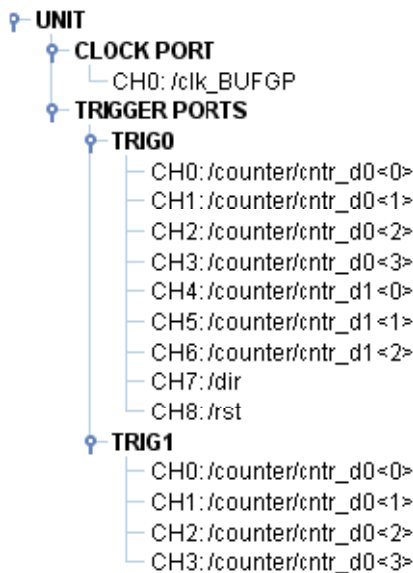 UNIT
CLOCK PORT
CH0: /clk_BUFGP
TRIGGER PORTS
TRIG0
CH0: /counter/cntr_d0<0>
CH1: /counter/cntr_d0<1>
CH2: /counter/cntr_d0<2>
CH3: /counter/cntr_d0<3>
CH4: /counter/cntr_d1<0>
CH5: /counter/cntr_d1<1>
CH6: /counter/cntr_d1<2>
CH7: /dir
CH8: /rst
TRIG1
CH0: /counter/cntr_d0<0>
CH1: /counter/cntr_d0<1>
CH2: /counter/cntr_d0<2>
CH3: /counter/cntr_d0<3>